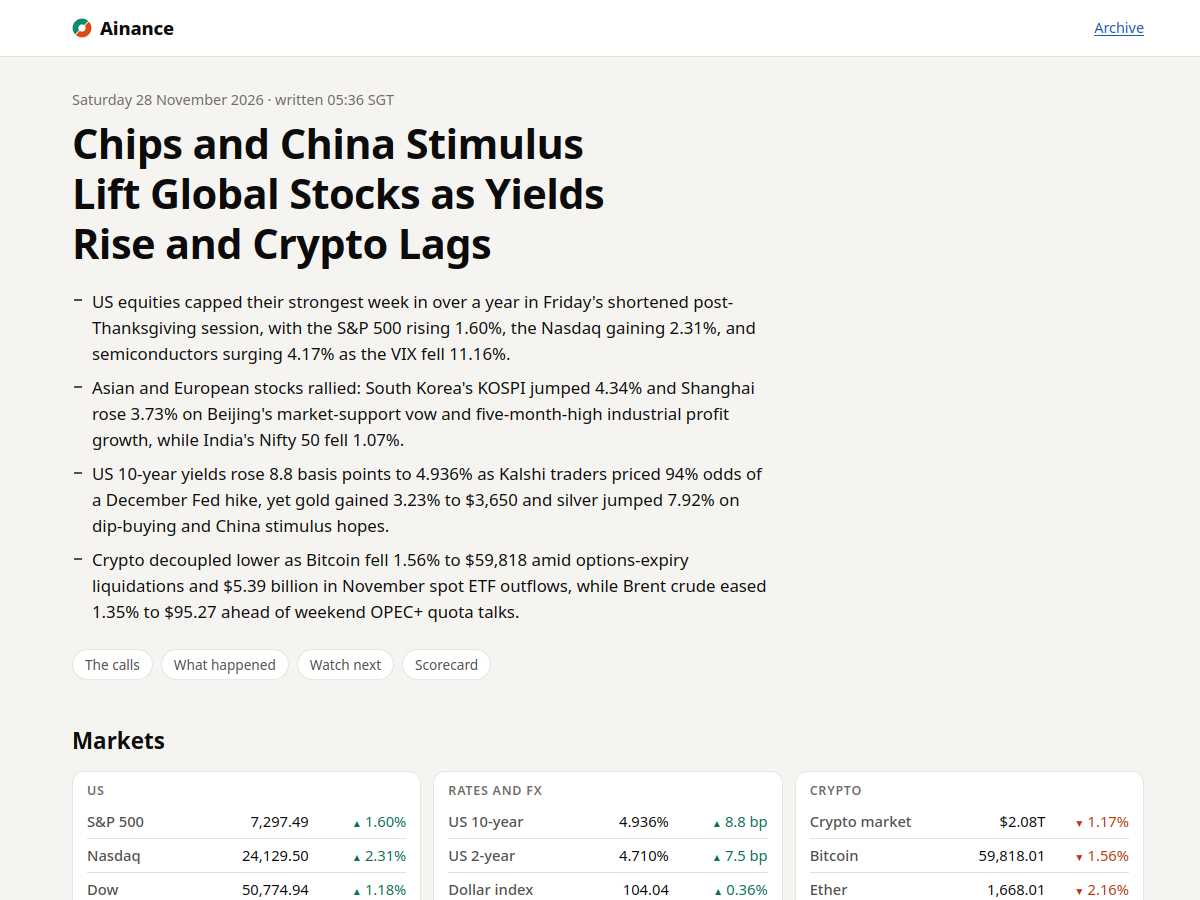 Ainance
Archive
Saturday 28 November 2026 · written 05:36 SGT
Chips and China Stimulus
Lift Global Stocks as Yields
Rise and Crypto Lags
– US equities capped their strongest week in over a year in Friday's shortened post-
Thanksgiving session, with the S&P 500 rising 1.60%, the Nasdaq gaining 2.31%, and
semiconductors surging 4.17% as the VIX fell 11.16%.
– Asian and European stocks rallied: South Korea's KOSPI jumped 4.34% and Shanghai
rose 3.73% on Beijing's market-support vow and five-month-high industrial profit
growth, while India's Nifty 50 fell 1.07%.
– US 10-year yields rose 8.8 basis points to 4.936% as Kalshi traders priced 94% odds of
a December Fed hike, yet gold gained 3.23% to $3,650 and silver jumped 7.92% on
dip-buying and China stimulus hopes.
– Crypto decoupled lower as Bitcoin fell 1.56% to $59,818 amid options-expiry
liquidations and $5.39 billion in November spot ETF outflows, while Brent crude eased
1.35% to $95.27 ahead of weekend OPEC+ quota talks.
The calls
What happened
Watch next
Scorecard
Markets
US
S&P 500 7,297.49 ▲ 1.60%
Nasdaq 24,129.50 ▲ 2.31%
Dow 50,774.94 ▲ 1.18%
RATES AND FX
US 10-year 4.936% ▲ 8.8 bp
US 2-year 4.710% ▲ 7.5 bp
Dollar index 104.04 ▲ 0.36%
CRYPTO
Crypto market $2.08T ▼ 1.17%
Bitcoin 59,818.01 ▼ 1.56%
Ether 1,668.01 ▼ 2.16%